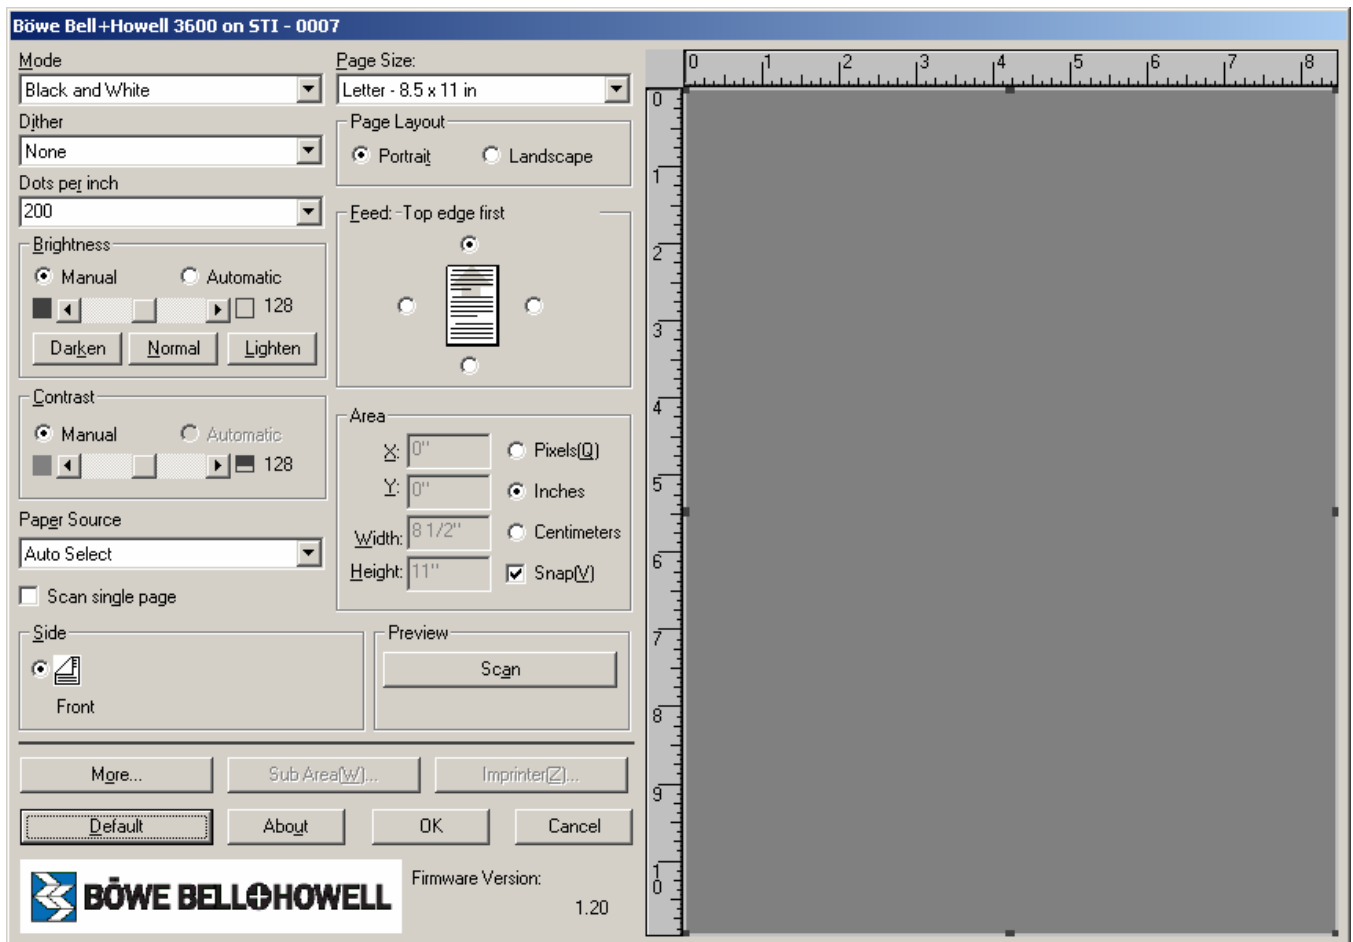 Böwe Bell+Howell 3600 on STI - 0007
Mode
Black and White
Dither
None
Dots per inch
200
Brightness
Manual Automatic
128
Darken Normal Lighten
Contrast
Manual Automatic
128
Paper Source
Auto Select
Scan single page
Side
Front
Page Size:
Letter - 8.5 x 11 in
Page Layout
Portrait Landscape
Feed: -Top edge first
Area
X: 0" Pixels(Q)
Y: 0" Inches
Width: 8 1/2" Centimeters
Height: 11" Snap(V)
Preview
Scan
More... Sub Area(W)... Imprinter(Z)...
Default About OK Cancel
BÖWE BELL+HOWELL
Firmware Version:
1.20
0 1 2 3 4 5 6 7 8
0
1
2
3
4
5
6
7
8
9
10